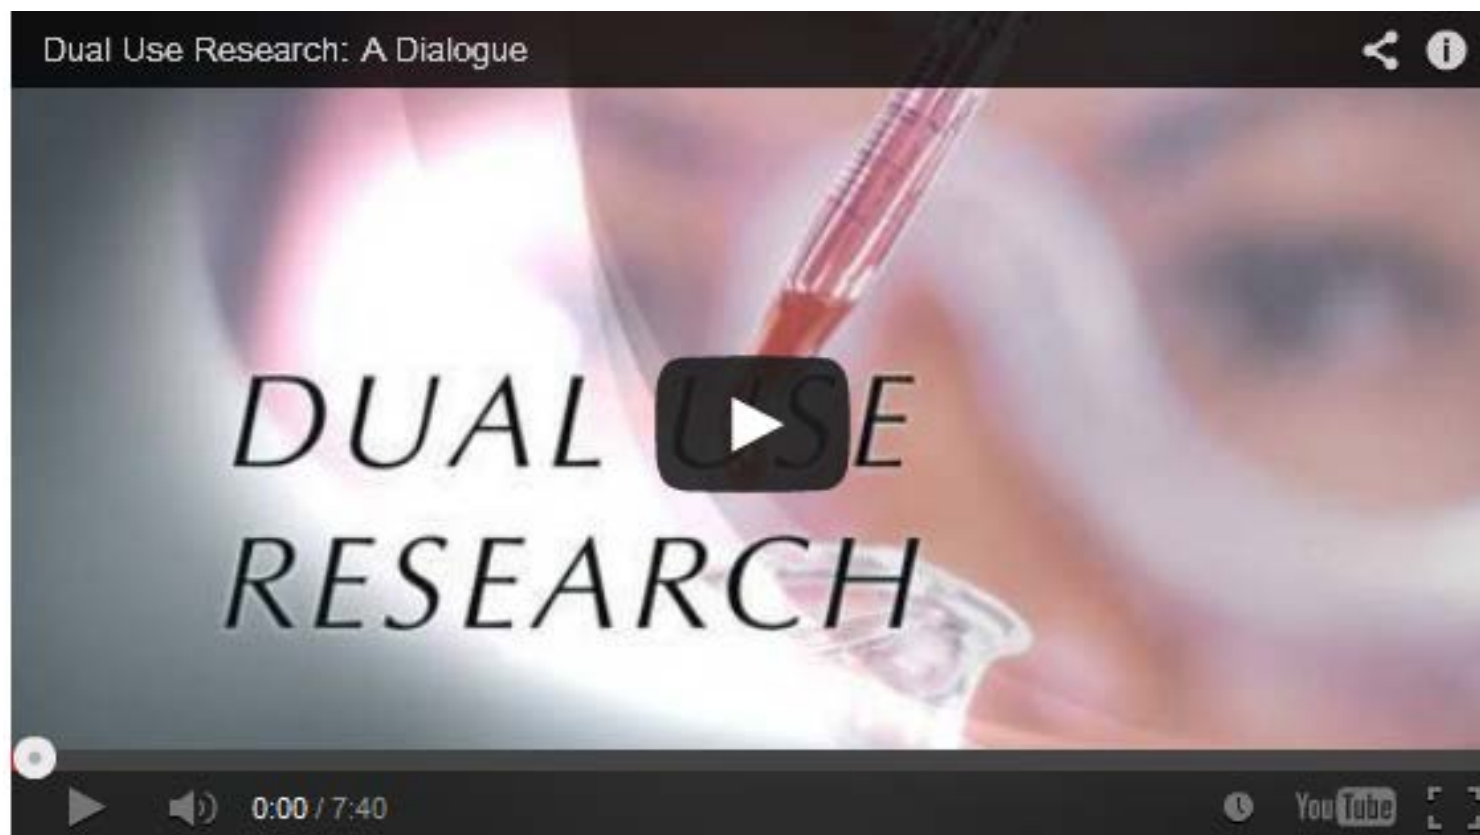 Dual Use Research: A Dialogue
DUAL USE
RESEARCH
0:00 / 7:40
YouTube